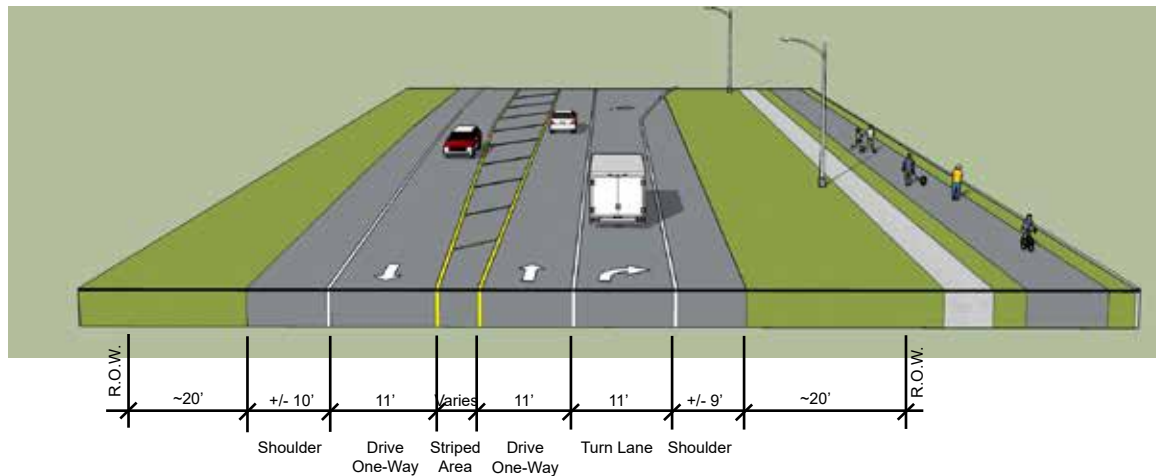 R.O.W.
~20’
+/- 10’
11’
Varies
11’
11’
+/- 9’
~20’
R.O.W.
Shoulder
Drive
One-Way
Striped
Area
Drive
One-Way
Turn Lane
Shoulder